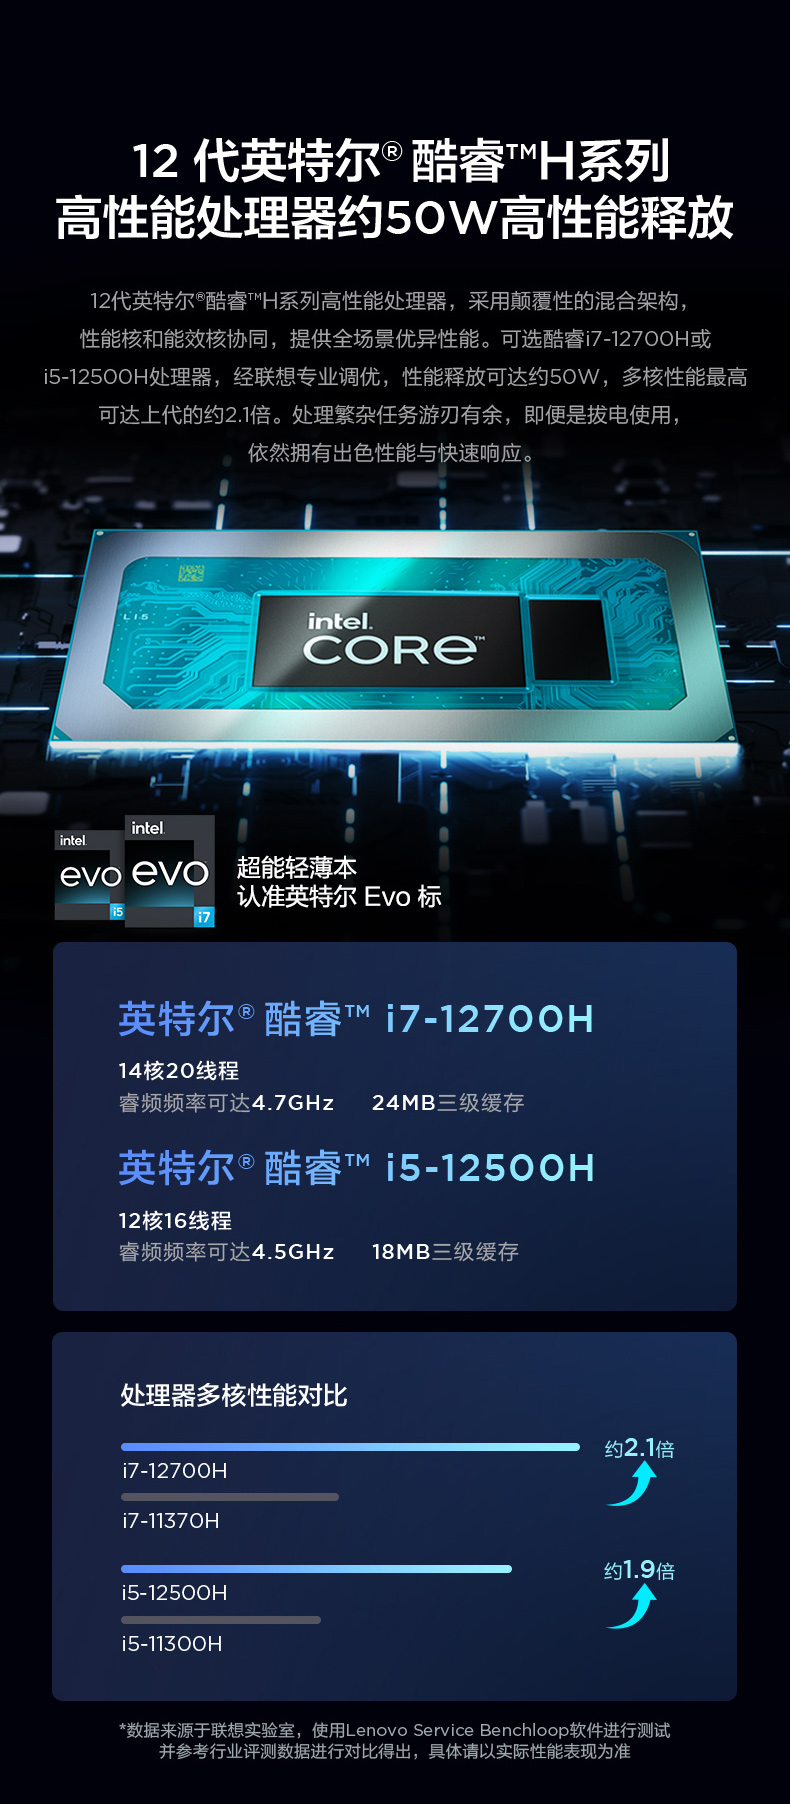 12 代英特尔® 酷睿™H系列
高性能处理器约50W高性能释放
12代英特尔®酷睿™H系列高性能处理器，采用颠覆性的混合架构，
性能核和能效核协同，提供全场景优异性能。可选酷睿i7-12700H或
i5-12500H处理器，经联想专业调优，性能释放可达约50W，多核性能最高
可达上代的约2.1倍。处理繁杂任务游刃有余，即便是拔电使用，
依然拥有出色性能与快速响应。
L15
intel.
CORE™
intel.
evo
i5
intel.
evo
i7
超能轻薄本
认准英特尔 Evo 标
英特尔® 酷睿™ i7-12700H
14核20线程
睿频频率可达4.7GHz 24MB三级缓存
英特尔® 酷睿™ i5-12500H
12核16线程
睿频频率可达4.5GHz 18MB三级缓存
处理器多核性能对比
约2.1倍
i7-12700H
i7-11370H
约1.9倍
i5-12500H
i5-11300H
*数据来源于联想实验室，使用Lenovo Service Benchloop软件进行测试
并参考行业评测数据进行对比得出，具体请以实际性能表现为准